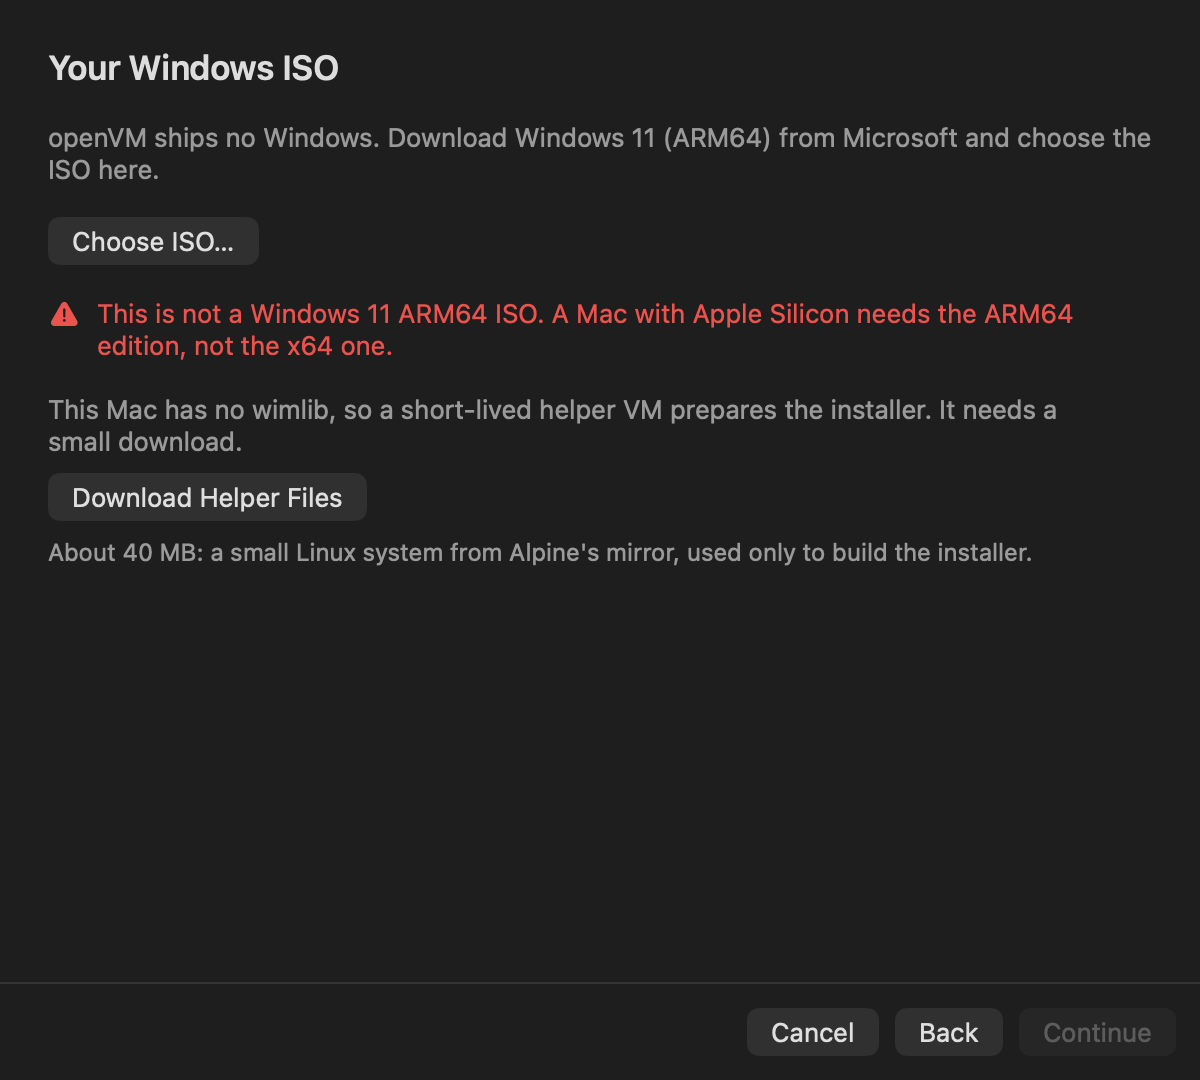 Your Windows ISO
openVM ships no Windows. Download Windows 11 (ARM64) from Microsoft and choose the
ISO here.
Choose ISO...
This is not a Windows 11 ARM64 ISO. A Mac with Apple Silicon needs the ARM64
edition, not the x64 one.
This Mac has no wimlib, so a short-lived helper VM prepares the installer. It needs a
small download.
Download Helper Files
About 40 MB: a small Linux system from Alpine's mirror, used only to build the installer.
Cancel
Back
Continue